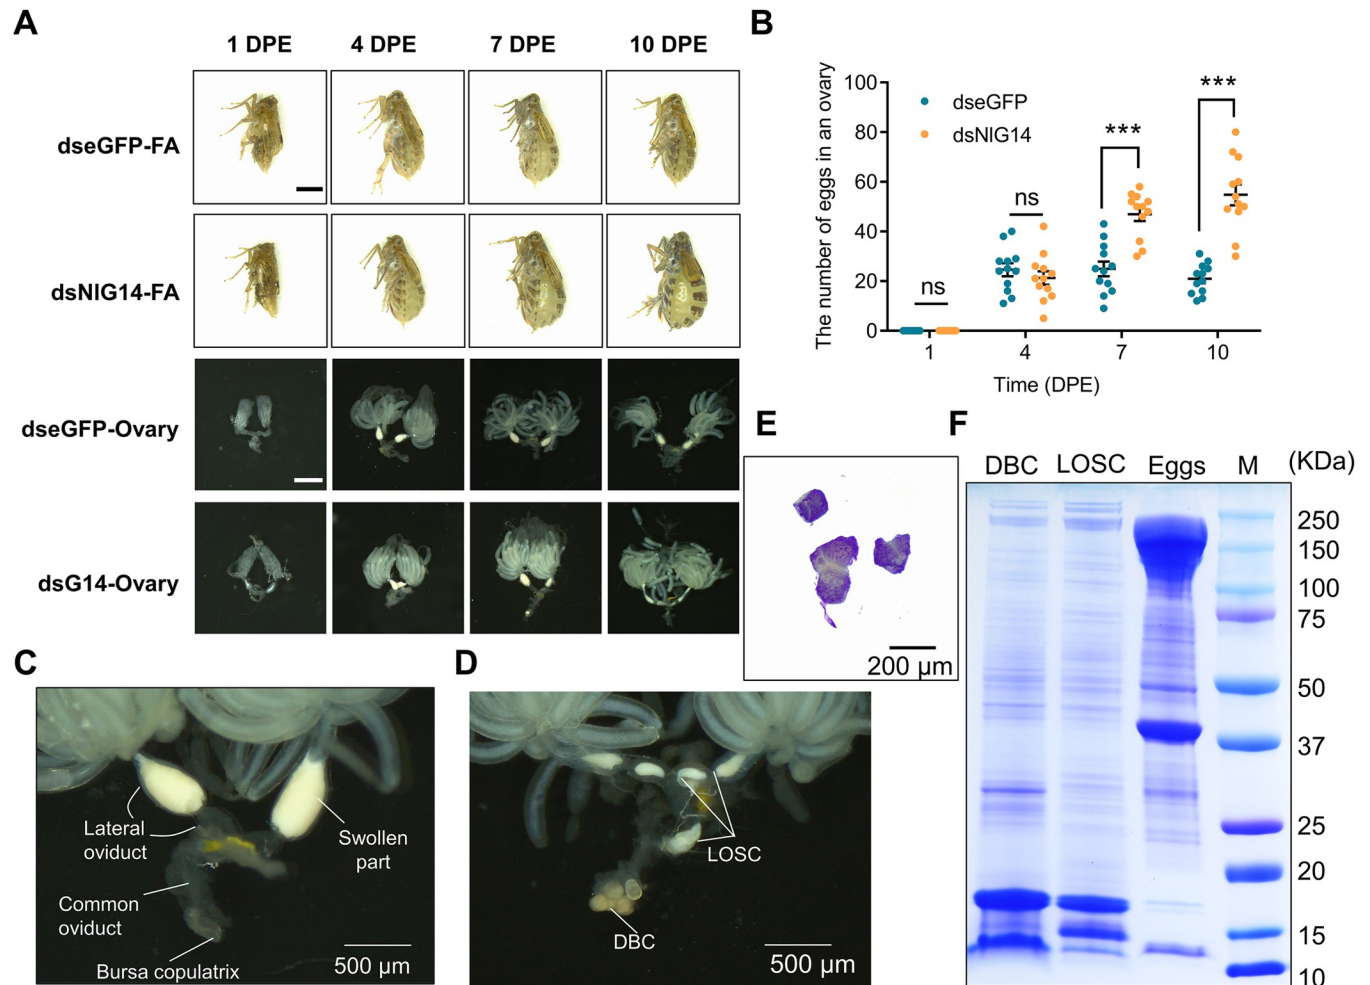 A
1 DPE 4 DPE 7 DPE 10 DPE
dseGFP-FA
dsNlG14-FA
dseGFP-Ovary
dsG14-Ovary
B
The number of eggs in an ovary
100
80
60
40
20
0
dseGFP
dsNlG14
ns
ns
***
***
1 4 7 10
Time (DPE)
C
Lateral
oviduct
Swollen
part
Common
oviduct
Bursa copulatrix
500 µm
D
LOSC
DBC
500 µm
E
200 µm
F
DBC LOSC Eggs M (KDa)
250
150
100
75
50
37
25
20
15
10